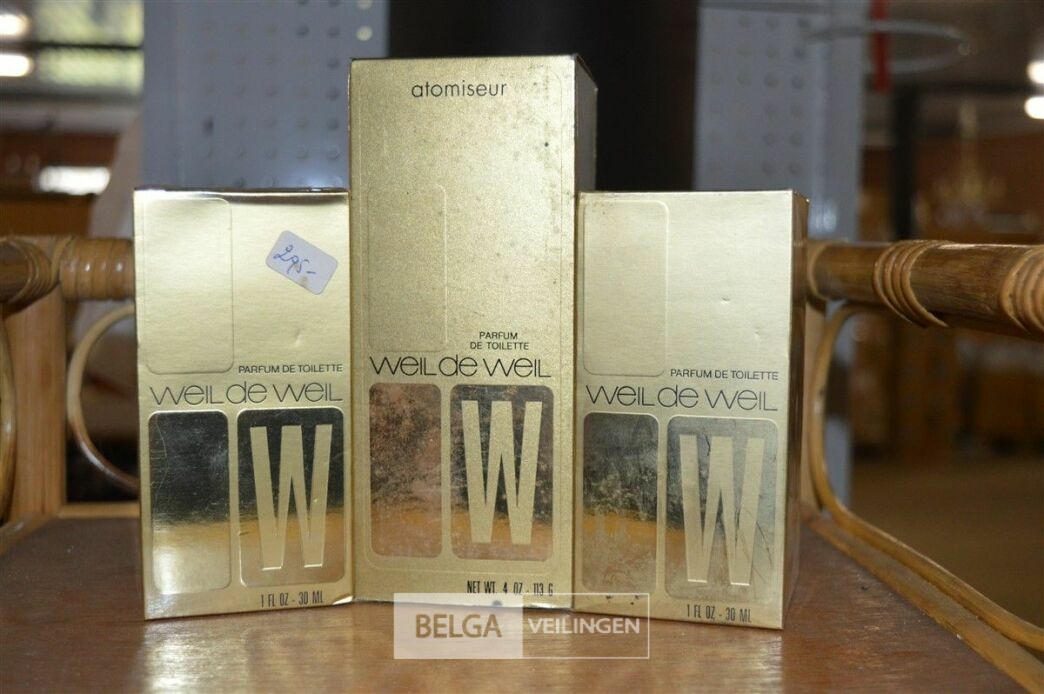 295-
PARFUM DE TOILETTE
WEIL de WEIL
W
1 FL OZ - 30 ML
atomiseur
PARFUM
DE TOILETTE
WEIL de WEIL
W
NET WT. 4 OZ - 113 G
PARFUM DE TOILETTE
WEIL de WEIL
W
1 FL OZ - 30 ML
BELGA VEILINGEN